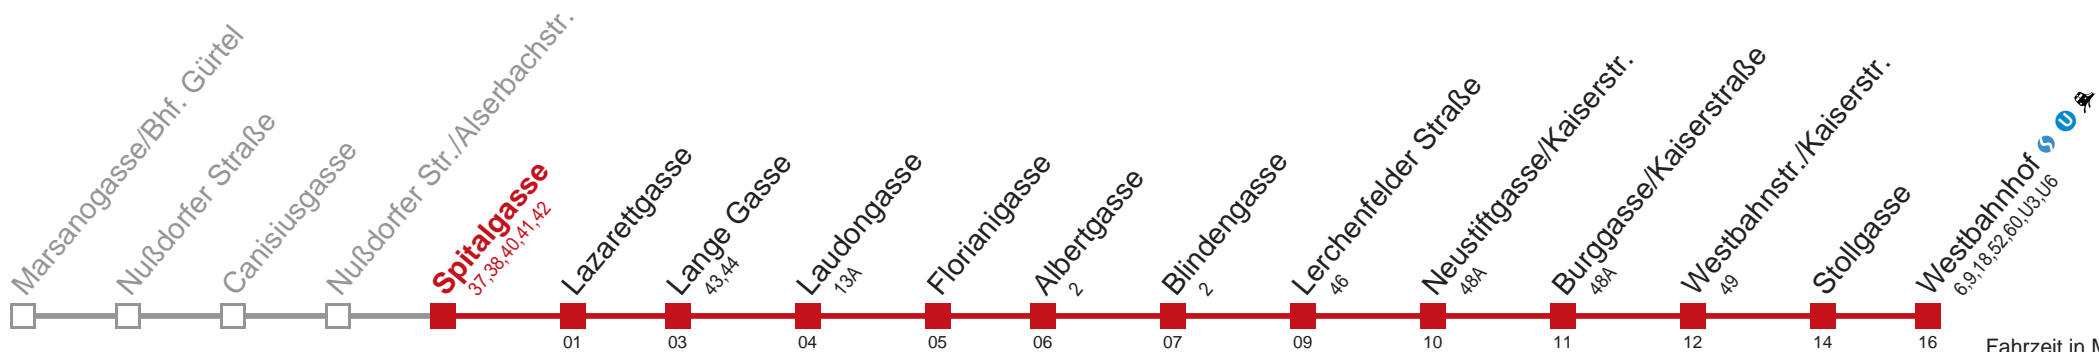 Marsanogasse/Bhf. Gürtel
Nußdorfer Straße
Canisiusgasse
Nußdorfer Str./Alserbachstr.
Spitalgasse
37,38,40,41,42
Lazarettgasse
Lange Gasse
43,44
Laudongasse
13A
Florianigasse
Albertgasse
2
Blindengasse
2
Lerchenfelder Straße
46
Neustiftgasse/Kaiserstr.
48A
Burggasse/Kaiserstraße
48A
Westbahnstr./Kaiserstr.
49
Stollgasse
Westbahnhof S U
6,9,18,52,60,U3,U6
01 03 04 05 06 07 09 10 11 12 14 16
Fahrzeit in M